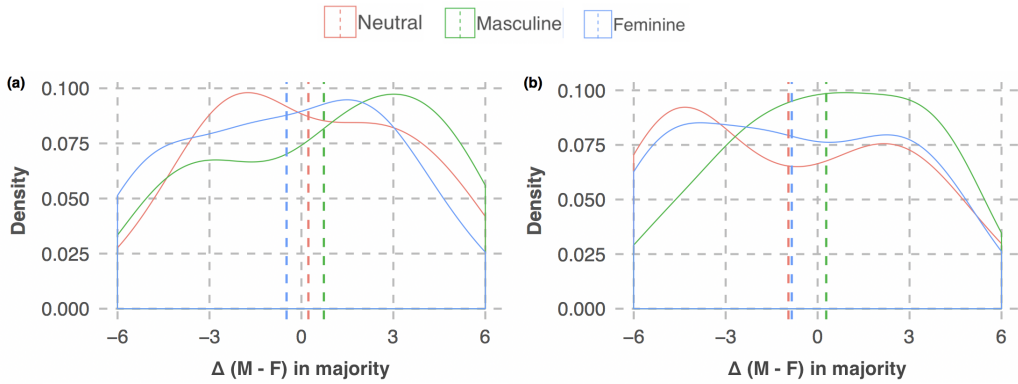 Neutral Masculine Feminine
(a)
0.100
0.075
0.050
0.025
0.000
Density
−6 −3 0 3 6
Δ (M - F) in majority
(b)
0.100
0.075
0.050
0.025
0.000
Density
−6 −3 0 3 6
Δ (M - F) in majority